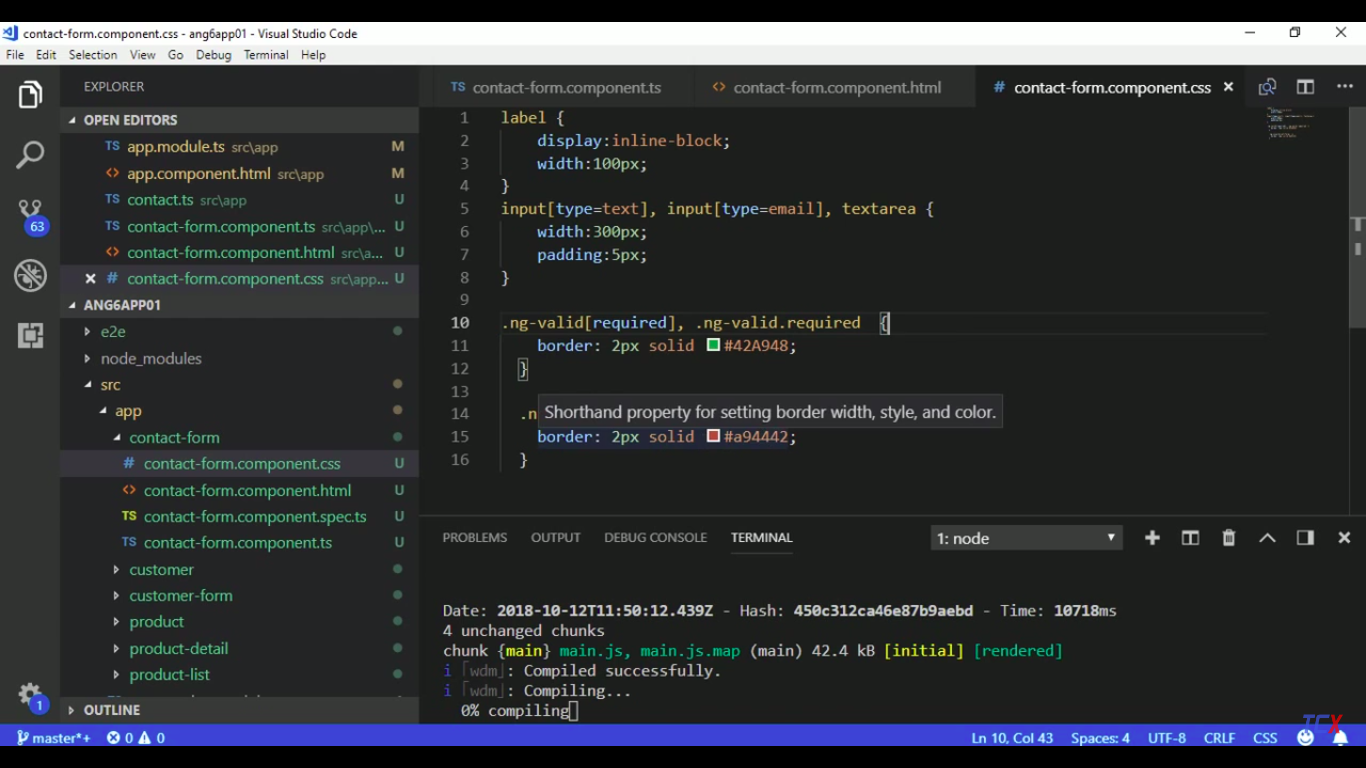 contact-form.component.css - ang6app01 - Visual Studio Code
File Edit Selection View Go Debug Terminal Help
EXPLORER
OPEN EDITORS
TS app.module.ts src\app M
<> app.component.html src\app M
TS contact.ts src\app U
TS contact-form.component.ts src\app\... U
<> contact-form.component.html src\a... U
# contact-form.component.css src\app... U
ANG6APP01
e2e
node_modules
src
app
contact-form
# contact-form.component.css U
<> contact-form.component.html U
TS contact-form.component.spec.ts U
TS contact-form.component.ts U
customer
customer-form
product
product-detail
product-list
OUTLINE
63
1
TS contact-form.component.ts <> contact-form.component.html # contact-form.component.css
1 label {
2 display:inline-block;
3 width:100px;
4 }
5 input[type=text], input[type=email], textarea {
6 width:300px;
7 padding:5px;
8 }
9
10 .ng-valid[required], .ng-valid.required {
11 border: 2px solid #42A948;
12 }
13
14 .n
Shorthand property for setting border width, style, and color.
15 border: 2px solid #a94442;
16 }
PROBLEMS OUTPUT DEBUG CONSOLE TERMINAL 1: node
Date: 2018-10-12T11:50:12.439Z - Hash: 450c312ca46e87b9aebd - Time: 10718ms
4 unchanged chunks
chunk {main} main.js, main.js.map (main) 42.4 kB [initial] [rendered]
i 「wdm」: Compiled successfully.
i 「wdm」: Compiling...
0% compiling
master*+ 0 0 Ln 10, Col 43 Spaces: 4 UTF-8 CRLF CSS
TCX